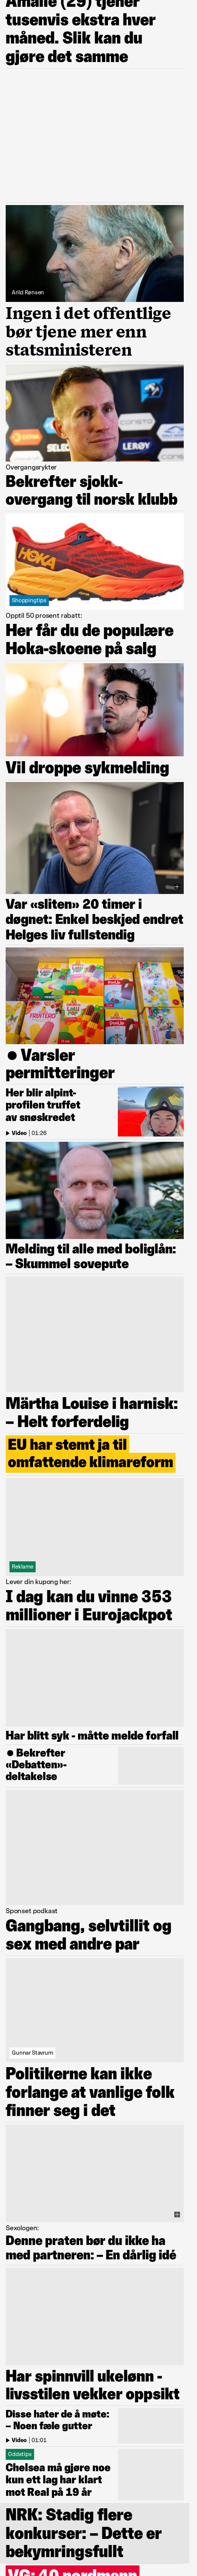 Amalie (29) tjener
tusenvis ekstra hver
måned. Slik kan du
gjøre det samme
Arild Rønsen
Ingen i det offentlige
bør tjene mer enn
statsministeren
Overgangsrykter
Bekrefter sjokk-
overgang til norsk klubb
HOKA
Shoppingtips
Opptil 50 prosent rabatt:
Her får du de populære
Hoka-skoene på salg
Vil droppe sykmelding
Var «sliten» 20 timer i
døgnet: Enkel beskjed endret
Helges liv fullstendig
● Varsler
permitteringer
Her blir alpint-
profilen truffet
av snøskredet
Video | 01:26
Melding til alle med boliglån:
– Skummel sovepute
Märtha Louise i harnisk:
– Helt forferdelig
EU har stemt ja til
omfattende klimareform
Reklame
Lever din kupong her:
I dag kan du vinne 353
millioner i Eurojackpot
Har blitt syk - måtte melde forfall
● Bekrefter
«Debatten»-
deltakelse
Sponset podkast
Gangbang, selvtillit og
sex med andre par
Gunnar Stavrum
Politikerne kan ikke
forlange at vanlige folk
finner seg i det
Sexologen:
Denne praten bør du ikke ha
med partneren: – En dårlig idé
Har spinnvill ukelønn -
livsstilen vekker oppsikt
Disse hater de å møte:
– Noen fæle gutter
Video | 01:01
Oddstips
Chelsea må gjøre noe
kun ett lag har klart
mot Real på 19 år
NRK: Stadig flere
konkurser: – Dette er
bekymringsfullt
VG: 40 nordmenn